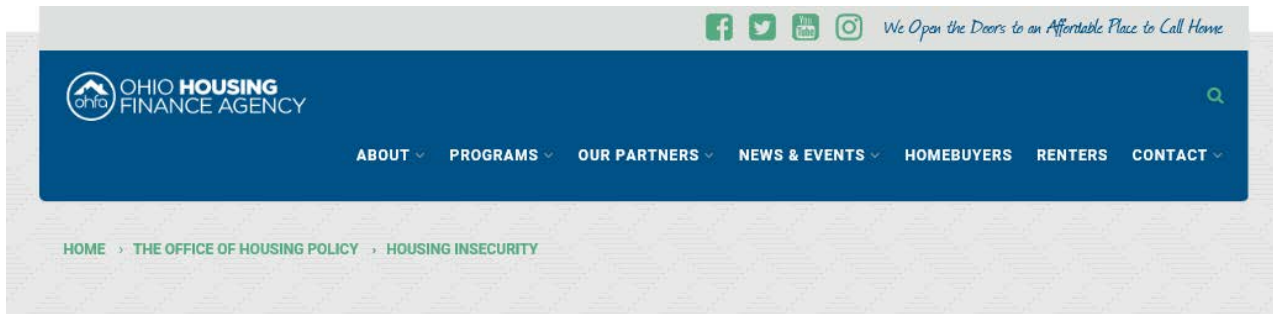 We Open the Doors to an Affordable Place to Call Home
ohfa
OHIO HOUSING
FINANCE AGENCY
ABOUT PROGRAMS OUR PARTNERS NEWS & EVENTS HOMEBUYERS RENTERS CONTACT
HOME › THE OFFICE OF HOUSING POLICY › HOUSING INSECURITY